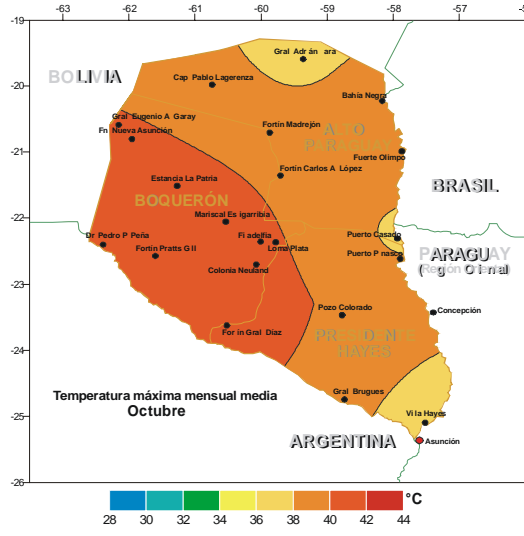 -63 -62 -61 -60 -59 -58 -57
-19
-20
-21
-22
-23
-24
-25
-26
Gral Adrán ara
BOLIVIA
Cap Pablo Lagerenza
Bahía Negra
Gral Eugenio A Garay
Fn Nueva Asunción
Fortín Madrejón
ALTO
PARAGUAY
Fuerte Olimpo
Fortín Carlos A López
Estancia La Patria
BRASIL
BOQUERÓN
Mariscal Es igarribia
Dr Pedro P Peña
Fi adelfia
Loma Plata
Puerto Casado
Fortín Pratts G ll
Puerto P nasco
PARAGUAY
(Región Oriental
Colonia Neuland
Pozo Colorado
Concepción
For ín Gral Díaz
PRESIDENTE
HAYES
Gral Brugues
Temperatura máxima mensual media
Octubre
Vi la Hayes
ARGENTINA
Asunción
°C
28 30 32 34 36 38 40 42 44